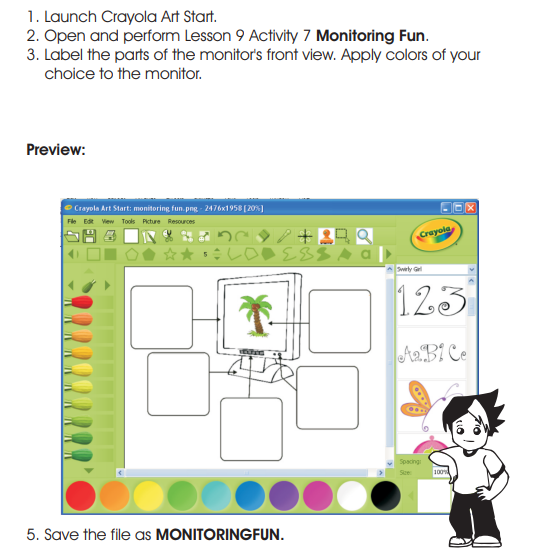 1. Launch Crayola Art Start.
2. Open and perform Lesson 9 Activity 7 Monitoring Fun.
3. Label the parts of the monitor's front view. Apply colors of your
choice to the monitor.
Preview:
Crayola Art Start: monitoring fun.png - 2476x1958 [20%]
File Edit View Tools Picture Resources
Crayola
5
a
Swirly Girl
123
AaBbCc
Spacing:
Size: 100%
5. Save the file as MONITORINGFUN.